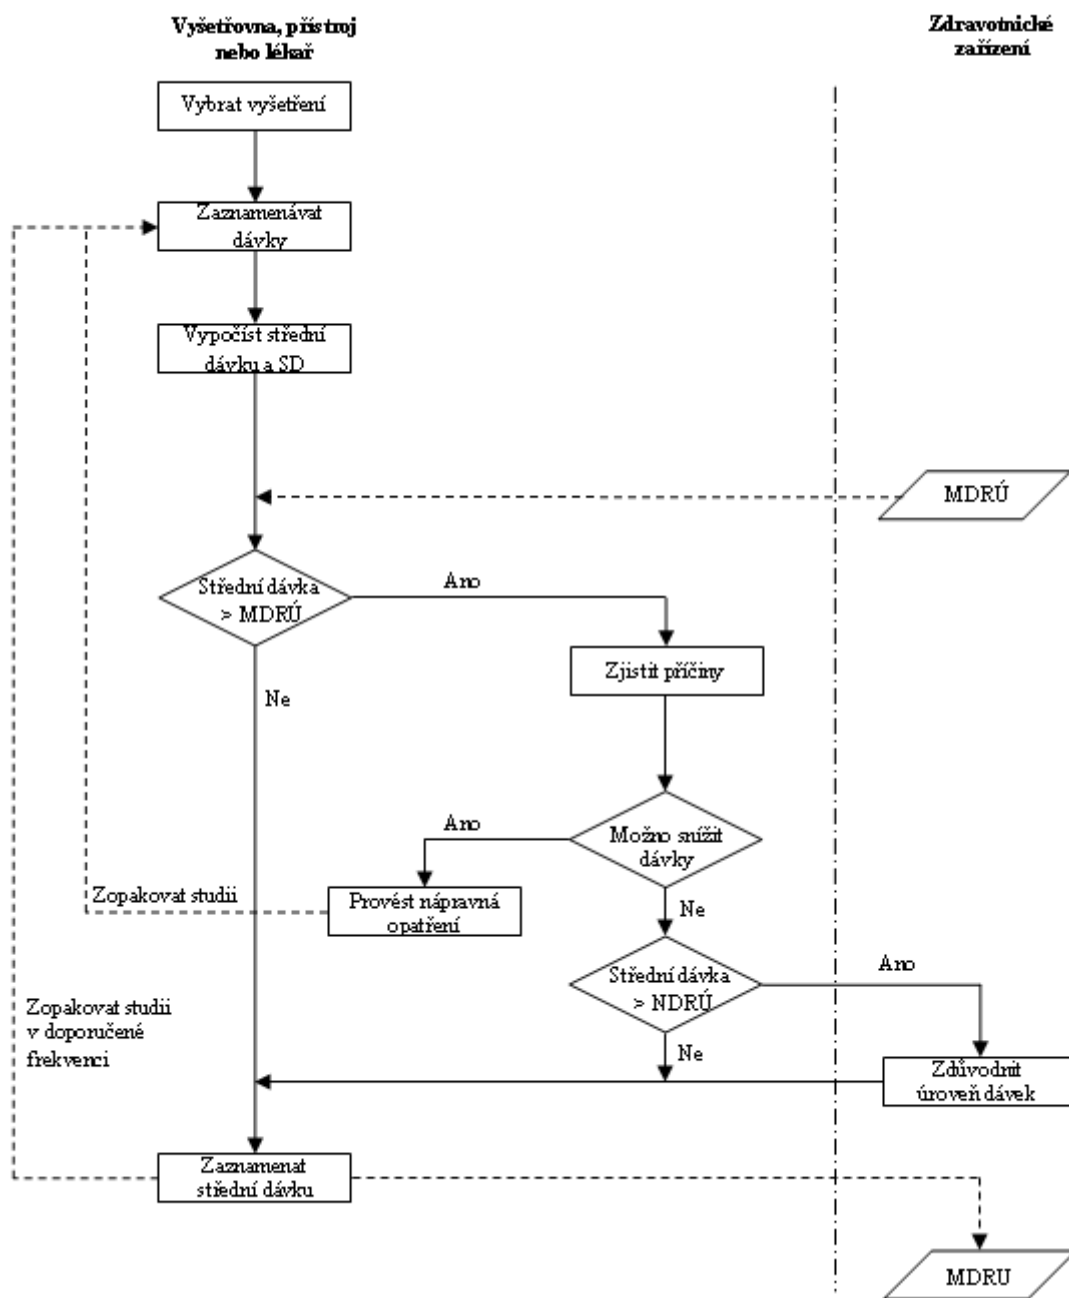 Vyšetřovna, přístroj
nebo lékař
Zdravotnické
zařízení
Vybrat vyšetření
Zaznamenávat
dávky
Vypočíst střední
dávku a SD
MDRÚ
Střední dávka
> MDRÚ
Ano
Zjistit příčiny
Ne
Možno snížit
dávky
Ano
Zopakovat studii
Provést nápravná
opatření
Ne
Střední dávka
> NDRÚ
Ano
Zopakovat studii
v doporučené
frekvenci
Ne
Zdůvodnit
úroveň dávek
Zaznamenat
střední dávku
MDRU